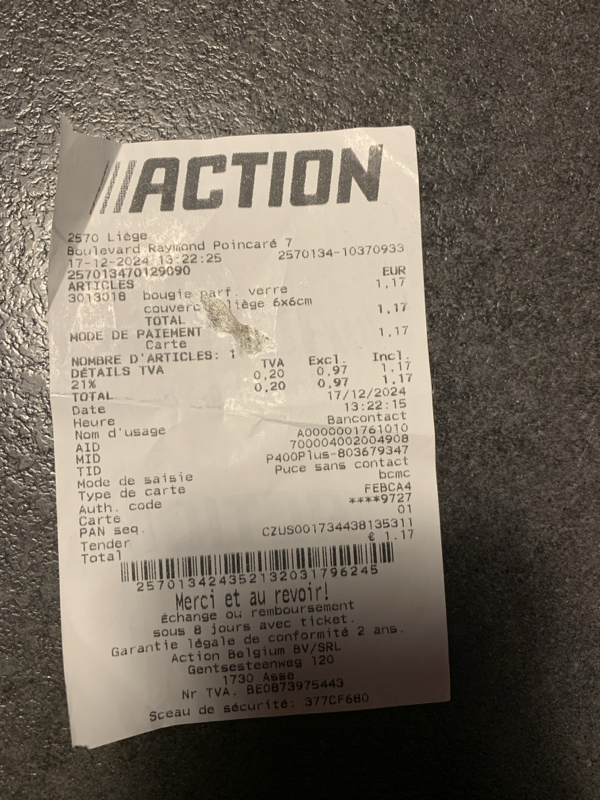 ACTION
2570 Liège
Boulevard Raymond Poincaré 7
17-12-2024 13:22:25 2570134-10370933
257013470129090
ARTICLES EUR
3013018 bougie parf. verre 1,17
couverc liège 6x6cm
TOTAL 1,17
MODE DE PAIEMENT
Carte 1,17
NOMBRE D'ARTICLES: 1
DÉTAILS TVA TVA Excl. Incl.
21% 0,20 0,97 1,17
TOTAL 0,20 0,97 1,17
Date 17/12/2024
Heure 13:22:15
Nom d'usage Bancontact
AID A0000001761010
MID 700004002004908
TID P400Plus-803679347
Mode de saisie Puce sans contact
Type de carte bcmc
Auth. code FEBCA4
Carte ****9727
PAN seq. 01
Tender CZUS001734438135311
Total € 1.17
2570134243521320317962​45
Merci et au revoir!
Échange ou remboursement
sous 8 jours avec ticket.
Garantie légale de conformité 2 ans.
Action Belgium BV/SRL
Gentsesteenweg 120
1730 Asse
Nr TVA. BE0873975443
Sceau de sécurité: 377CF680